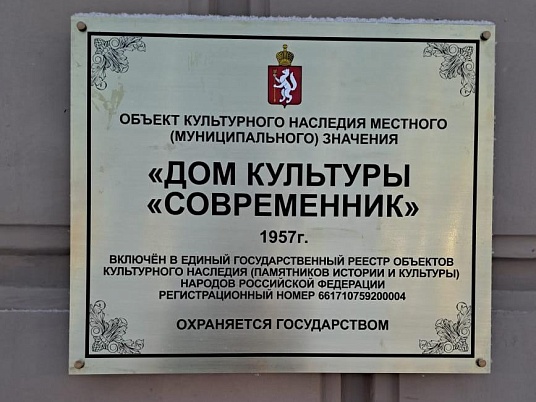 ОБЪЕКТ КУЛЬТУРНОГО НАСЛЕДИЯ МЕСТНОГО
(МУНИЦИПАЛЬНОГО) ЗНАЧЕНИЯ
«ДОМ КУЛЬТУРЫ
«СОВРЕМЕННИК»
1957г.
ВКЛЮЧЁН В ЕДИНЫЙ ГОСУДАРСТВЕННЫЙ РЕЕСТР ОБЪЕКТОВ
КУЛЬТУРНОГО НАСЛЕДИЯ (ПАМЯТНИКОВ ИСТОРИИ И КУЛЬТУРЫ)
НАРОДОВ РОССИЙСКОЙ ФЕДЕРАЦИИ
РЕГИСТРАЦИОННЫЙ НОМЕР 661710759200004
ОХРАНЯЕТСЯ ГОСУДАРСТВОМ